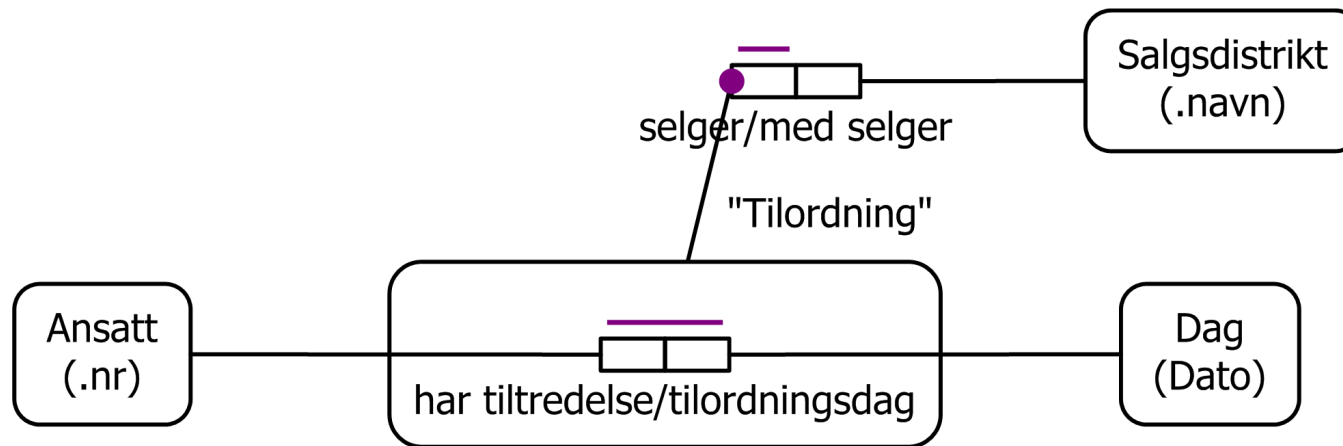 Salgsdistrikt
(.navn)
selger/med selger
"Tilordning"
Ansatt
(.nr)
har tiltredelse/tilordningsdag
Dag
(Dato)